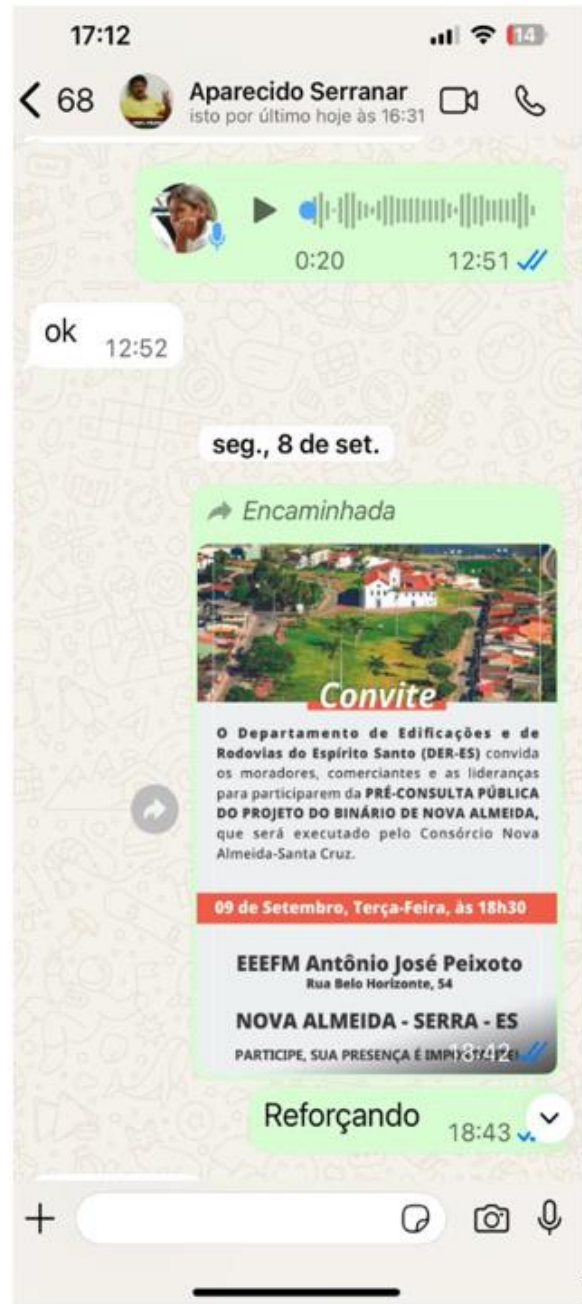 17:12
14
68
Aparecido Serranar
isto por último hoje às 16:31
0:20
12:51
ok
12:52
seg., 8 de set.
Encaminhada
Convite
O Departamento de Edificações e de
Rodovias do Espírito Santo (DER-ES) convida
os moradores, comerciantes e as lideranças
para participarem da PRÉ-CONSULTA PÚBLICA
DO PROJETO DO BINÁRIO DE NOVA ALMEIDA,
que será executado pelo Consórcio Nova
Almeida-Santa Cruz.
09 de Setembro, Terça-Feira, às 18h30
EEEFM Antônio José Peixoto
Rua Belo Horizonte, 54
NOVA ALMEIDA - SERRA - ES
PARTICIPE, SUA PRESENÇA É
18:42
Reforçando
18:43